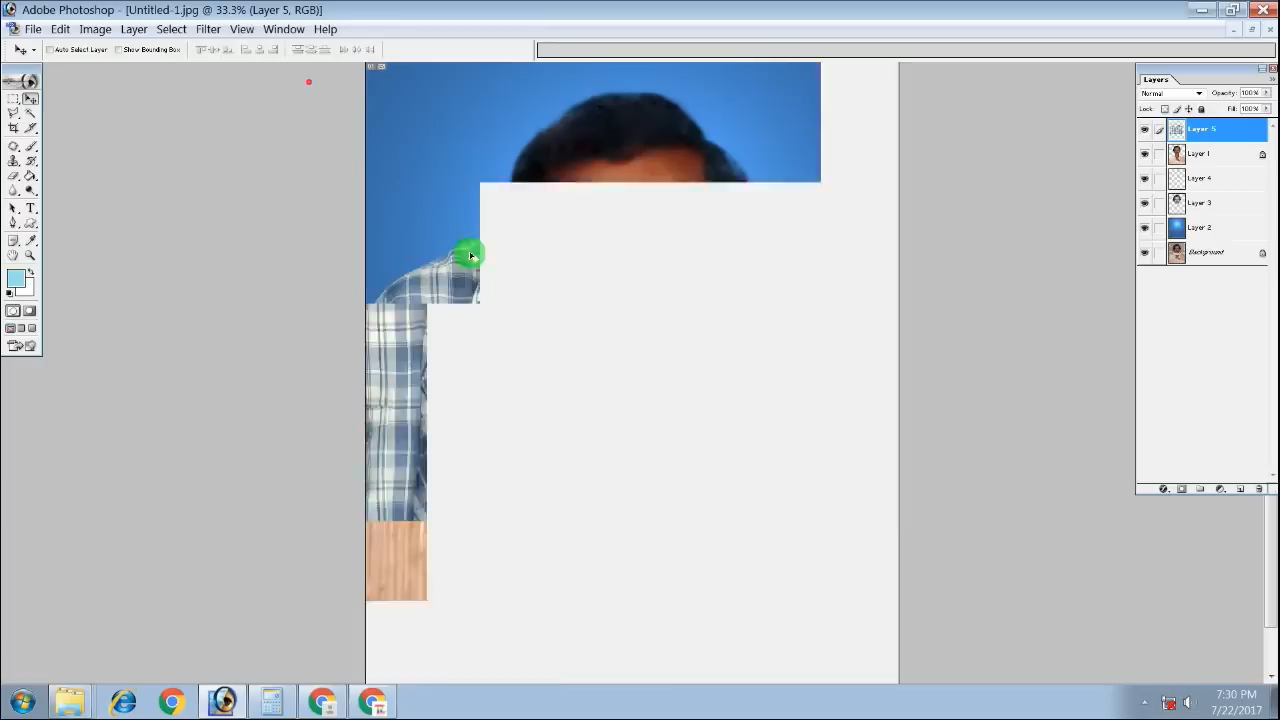 Adobe Photoshop - [Untitled-1.jpg @ 33.3% (Layer 5, RGB)]
File Edit Image Layer Select Filter View Window Help
Auto Select Layer Show Bounding Box
Layers
Normal Opacity: 100%
Lock: Fill: 100%
Layer 5
Layer 1
Layer 4
Layer 3
Layer 2
Background
7:30 PM
7/22/2017